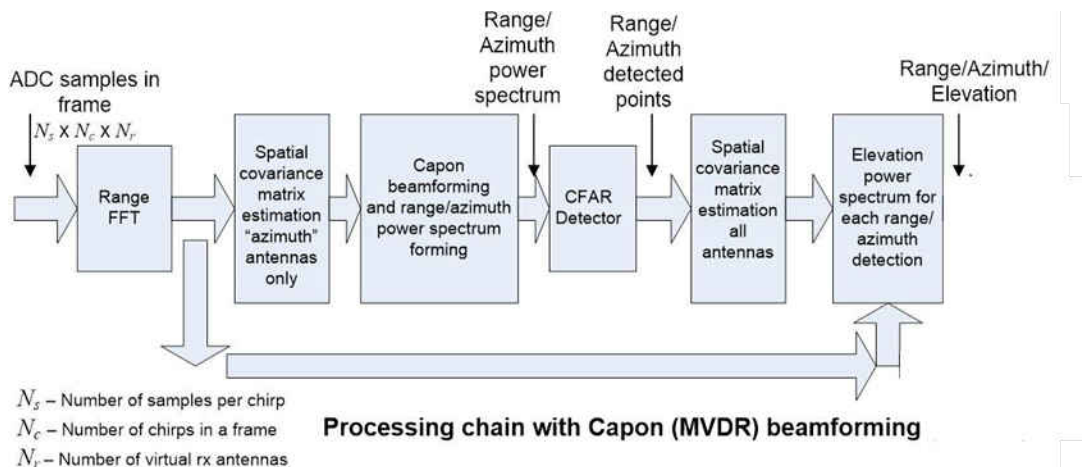 ADC samples in
frame
Ns x Nc x Nr
Range/
Azimuth
power
spectrum
Range/
Azimuth
detected
points
Range/Azimuth/
Elevation
Range
FFT
Spatial
covariance
matrix
estimation
"azimuth"
antennas
only
Capon
beamforming
and range/azimuth
power spectrum
forming
CFAR
Detector
Spatial
covariance
matrix
estimation
all
antennas
Elevation
power
spectrum for
each range/
azimuth
detection
Ns – Number of samples per chirp
Nc – Number of chirps in a frame
Nr – Number of virtual rx antennas
Processing chain with Capon (MVDR) beamforming